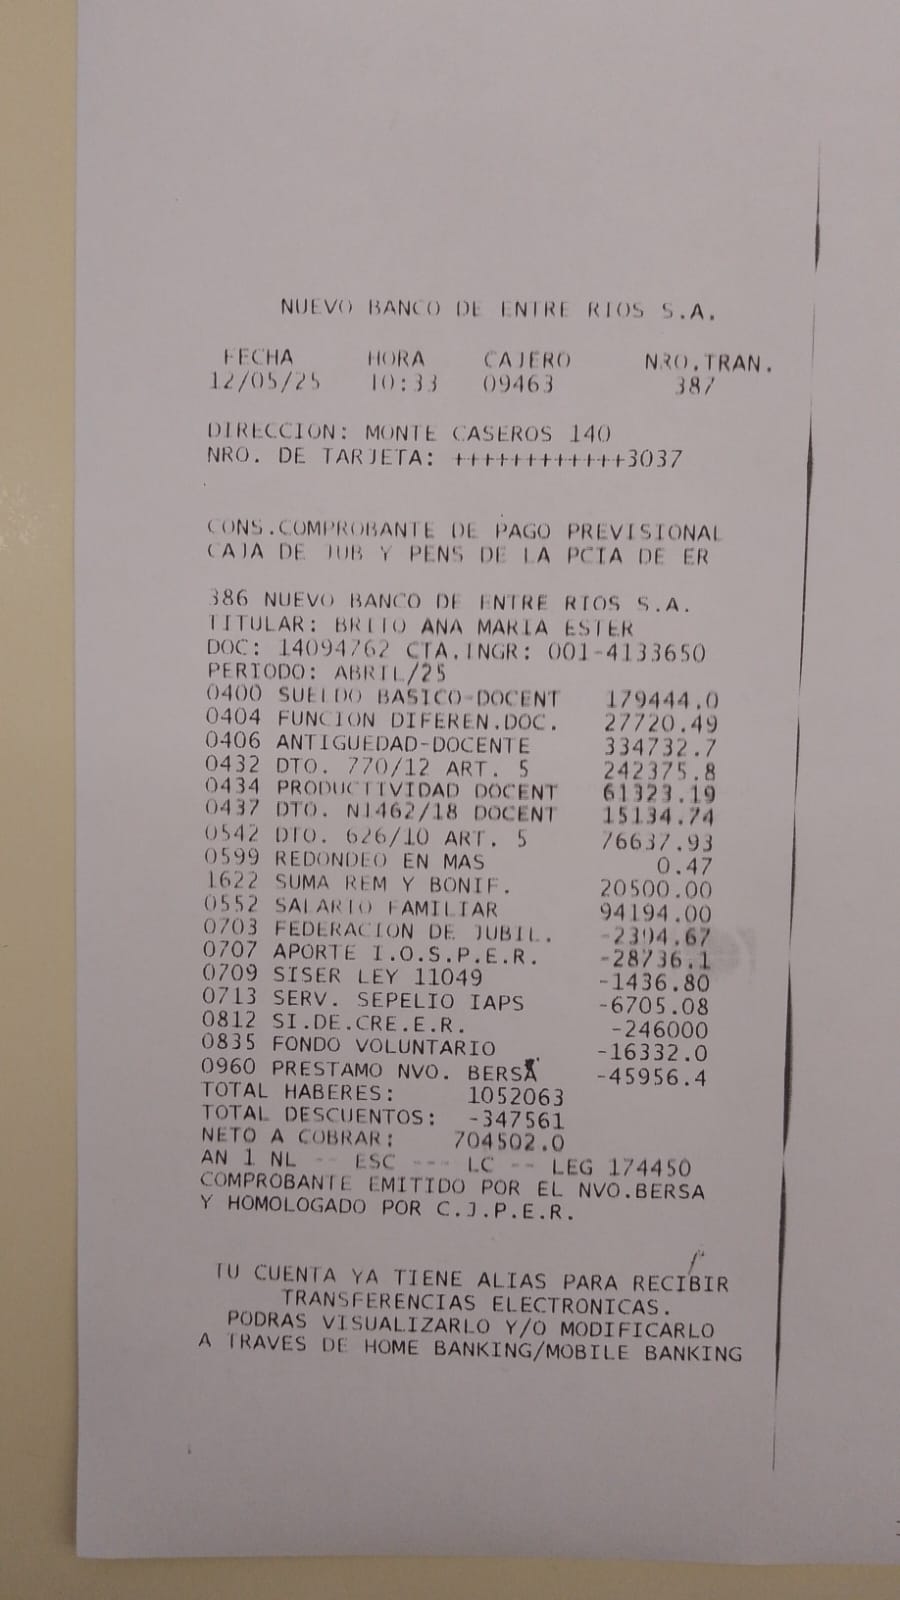 NUEVO BANCO DE ENTRE RIOS S.A.
FECHA HORA CAJERO NRO.TRAN.
12/05/25 10:33 09463 387
DIRECCION: MONTE CASEROS 140
NRO. DE TARJETA: ++++++++++++3037
CONS.COMPROBANTE DE PAGO PREVISIONAL
CAJA DE JUB Y PENS DE LA PCIA DE ER
386 NUEVO BANCO DE ENTRE RIOS S.A.
TITULAR: BRITO ANA MARIA ESTER
DOC: 14094762 CTA.INGR: 001-4133650
PERIODO: ABRIL/25
0400 SUELDO BASICO-DOCENT 179444.0
0404 FUNCION DIFEREN.DOC. 27720.49
0406 ANTIGUEDAD-DOCENTE 334732.7
0432 DTO. 770/12 ART. 5 242375.8
0434 PRODUCTIVIDAD DOCENT 61323.19
0437 DTO. N1462/18 DOCENT 15134.74
0542 DTO. 626/10 ART. 5 76637.93
0599 REDONDEO EN MAS 0.47
1622 SUMA REM Y BONIF. 20500.00
0552 SALARIO FAMILIAR 94194.00
0703 FEDERACION DE JUBIL. -2394.67
0707 APORTE I.O.S.P.E.R. -28736.1
0709 SISER LEY 11049 -1436.80
0713 SERV. SEPELIO IAPS -6705.08
0812 SI.DE.CRE.E.R. -246000
0835 FONDO VOLUNTARIO -16332.0
0960 PRESTAMO NVO. BERSA -45956.4
TOTAL HABERES: 1052063
TOTAL DESCUENTOS: -347561
NETO A COBRAR: 704502.0
AN 1 NL -- ESC --- LC -- LEG 174450
COMPROBANTE EMITIDO POR EL NVO.BERSA
Y HOMOLOGADO POR C.J.P.E.R.
TU CUENTA YA TIENE ALIAS PARA RECIBIR
TRANSFERENCIAS ELECTRONICAS.
PODRAS VISUALIZARLO Y/O MODIFICARLO
A TRAVES DE HOME BANKING/MOBILE BANKING